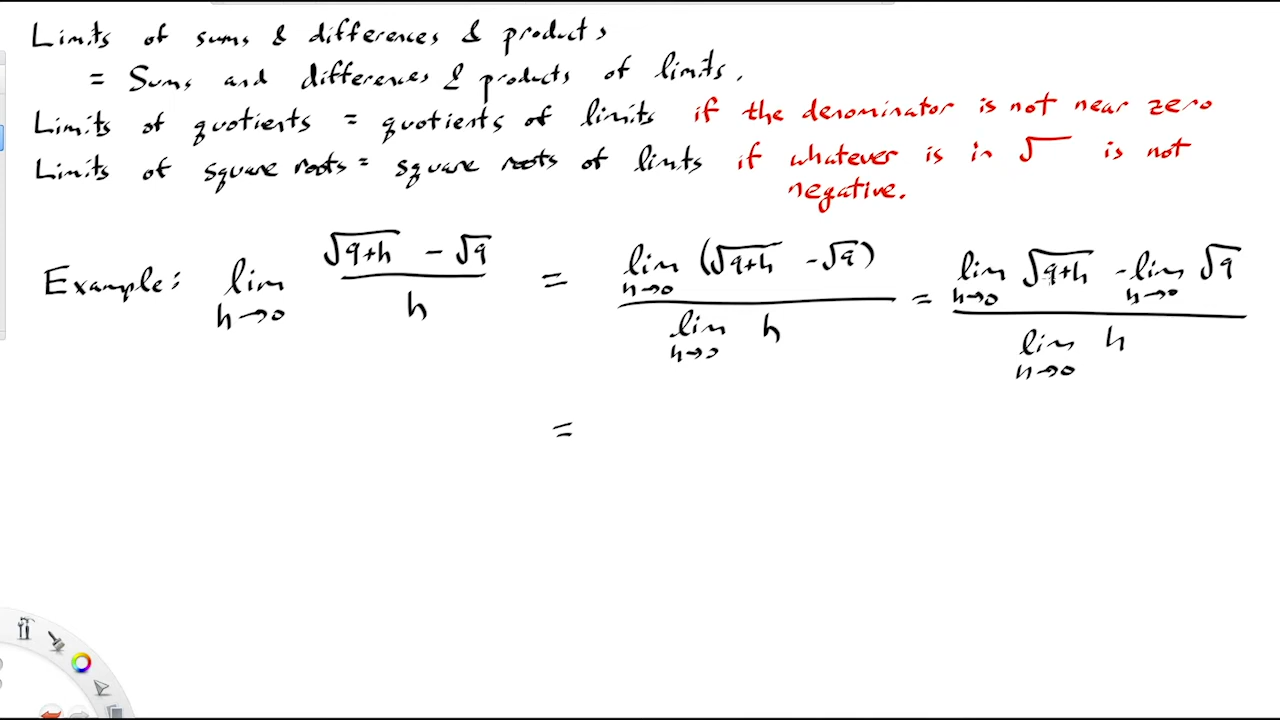 Limits of sums & differences & products
= Sums and differences & products of limits.
Limits of quotients = quotients of limits if the denominator is not near zero
Limits of square roots = square roots of limits if whatever is in √ is not
negative.
Example: lim h→0 (√(9+h) - √9)/h = lim h→0 (√(9+h) - √9) / lim h→0 h = (lim h→0 √(9+h) - lim h→0 √9) / lim h→0 h
=